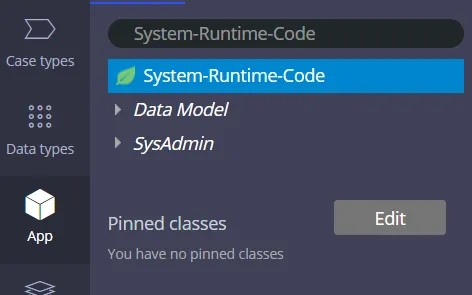 Case types
Data types
App
System-Runtime-Code
System-Runtime-Code
Data Model
SysAdmin
Pinned classes
Edit
You have no pinned classes